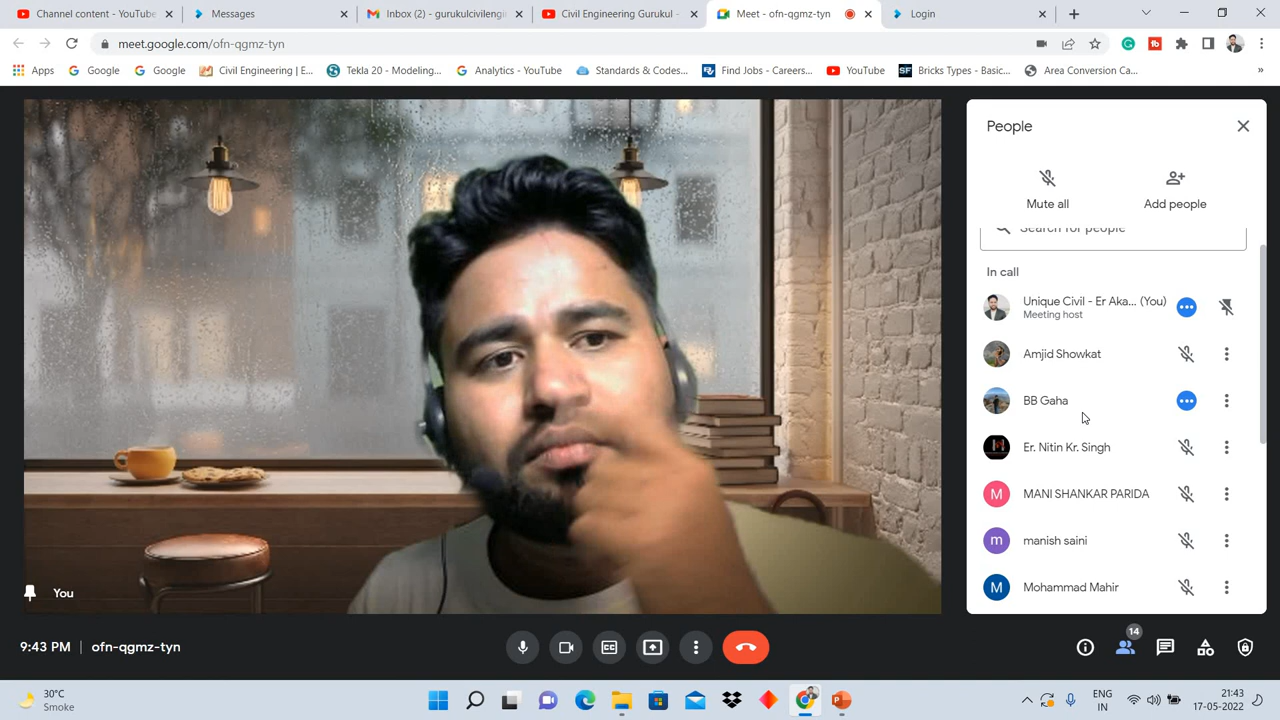 Channel content - YouTube
Messages
Inbox (2) - gurukulcivilengi
Civil Engineering Gurukul -
Meet - ofn-qgmz-tyn
Login
meet.google.com/ofn-qgmz-tyn
Apps
Google
Google
Civil Engineering | E...
Tekla 20 - Modeling...
Analytics - YouTube
Standards & Codes...
Find Jobs - Careers...
YouTube
Bricks Types - Basic...
Area Conversion Ca...
People
Mute all
Add people
Search for people
In call
Unique Civil - Er Aka... (You)
Meeting host
Amjid Showkat
BB Gaha
Er. Nitin Kr. Singh
M MANI SHANKAR PARIDA
m manish saini
M Mohammad Mahir
You
9:43 PM | ofn-qgmz-tyn
14
30°C
Smoke
ENG
IN
21:43
17-05-2022